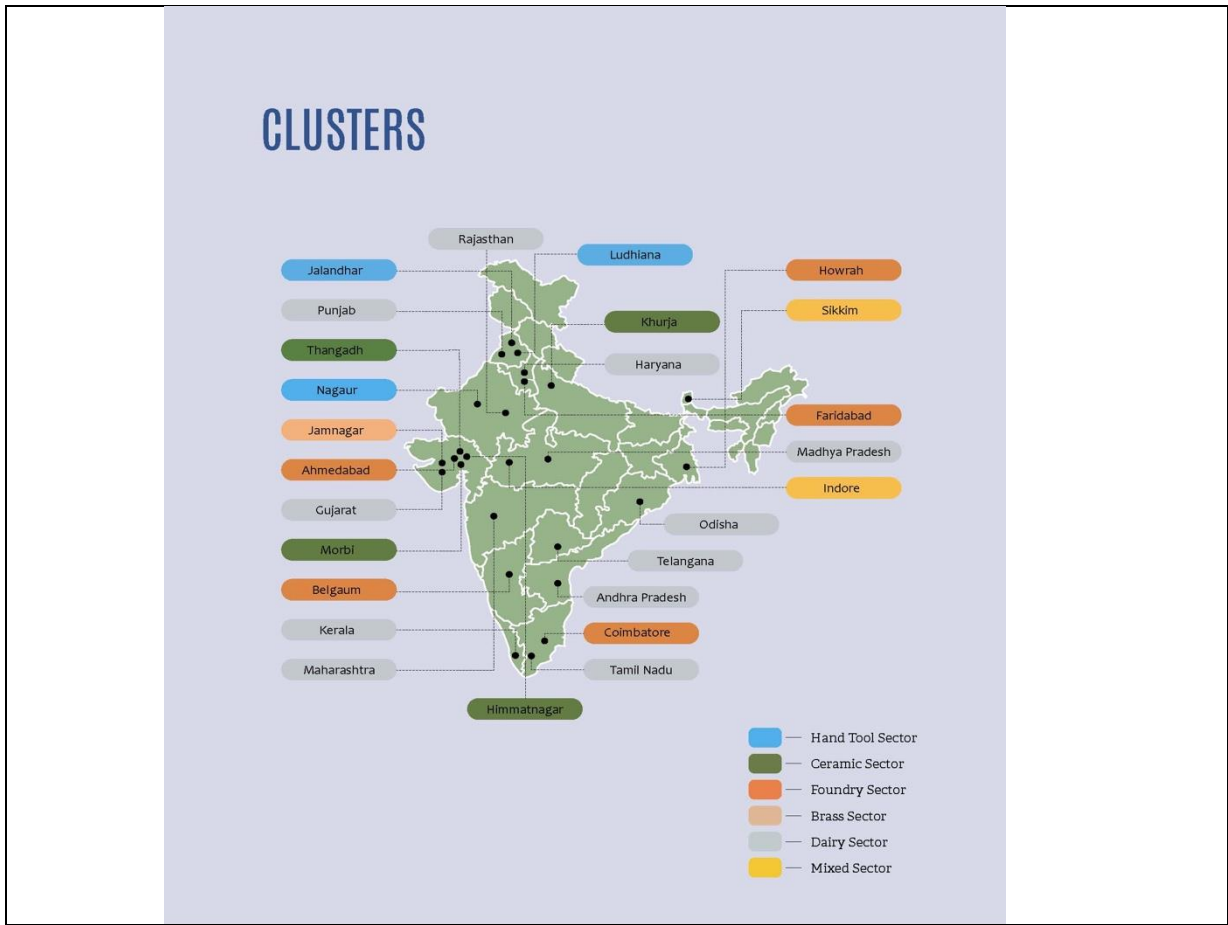 CLUSTERS
Rajasthan
Ludhiana
Jalandhar
Howrah
Punjab
Sikkim
Khurja
Thangadh
Haryana
Nagaur
Faridabad
Jamnagar
Madhya Pradesh
Ahmedabad
Indore
Gujarat
Odisha
Morbi
Telangana
Belgaum
Andhra Pradesh
Kerala
Coimbatore
Maharashtra
Tamil Nadu
Himmatnagar
Hand Tool Sector
Ceramic Sector
Foundry Sector
Brass Sector
Dairy Sector
Mixed Sector